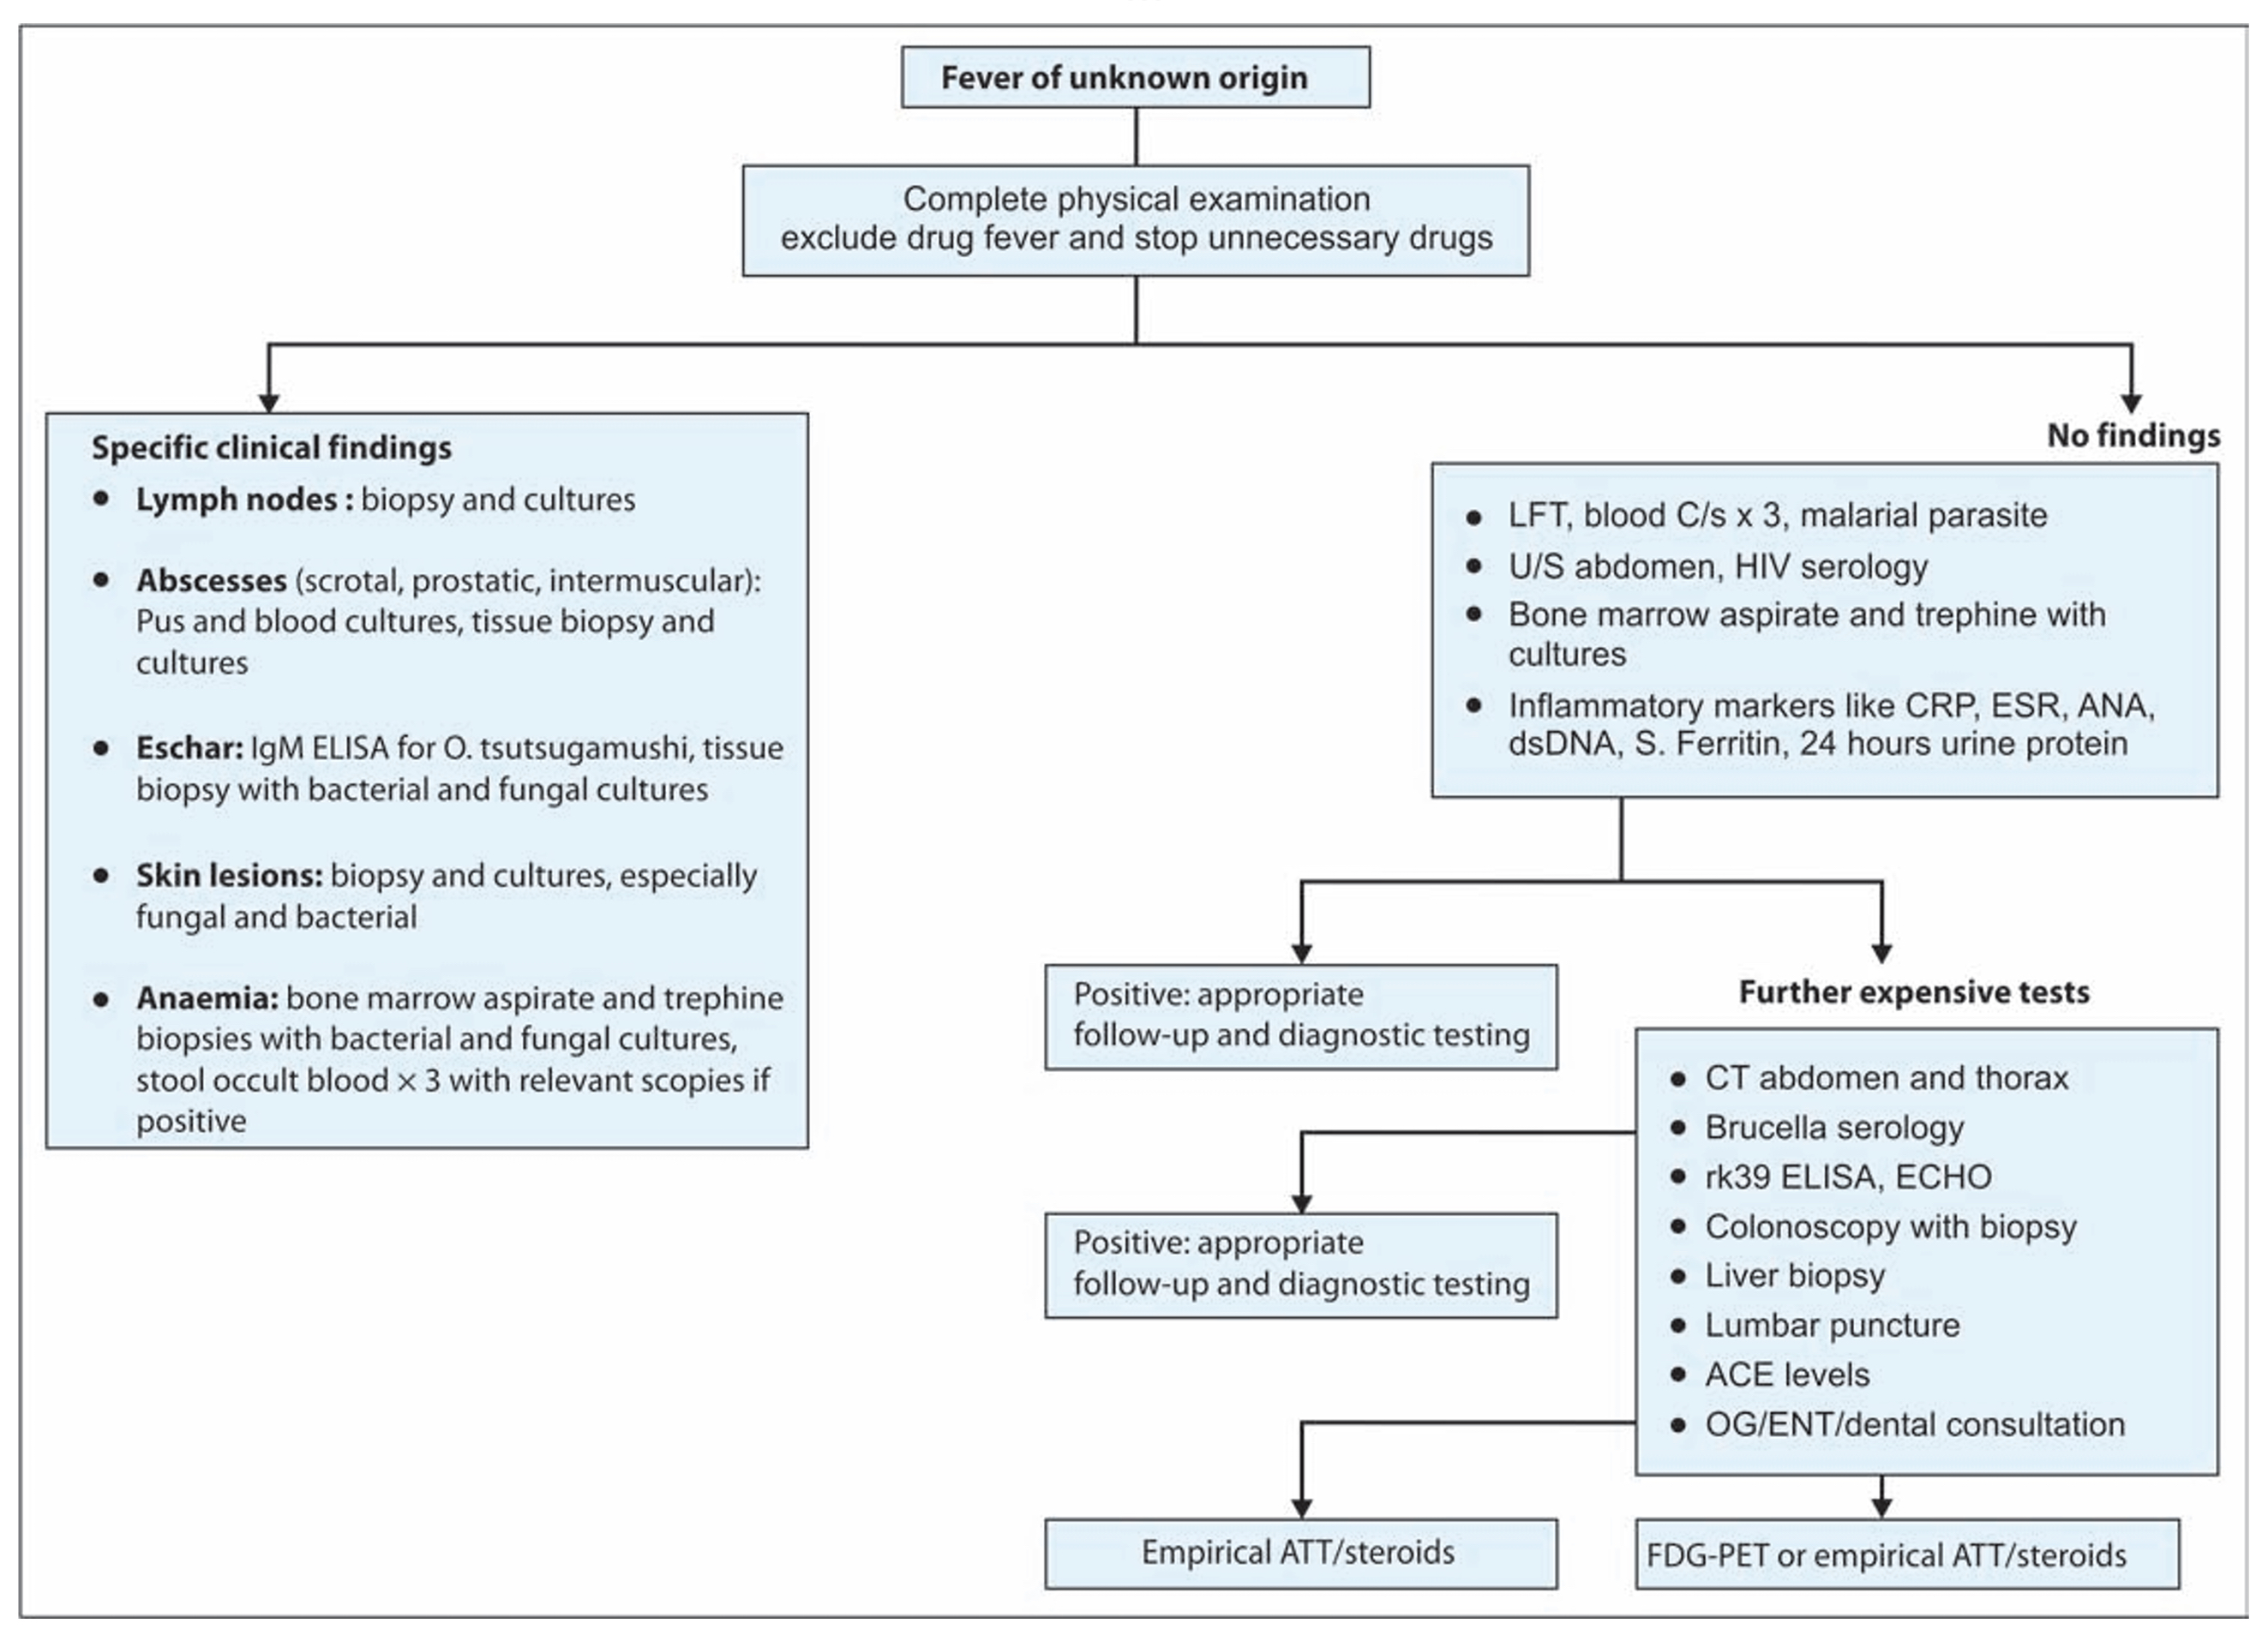 Fever of unknown origin
Complete physical examination
exclude drug fever and stop unnecessary drugs
Specific clinical findings
● Lymph nodes : biopsy and cultures
● Abscesses (scrotal, prostatic, intermuscular):
Pus and blood cultures, tissue biopsy and
cultures
● Eschar: IgM ELISA for O. tsutsugamushi, tissue
biopsy with bacterial and fungal cultures
● Skin lesions: biopsy and cultures, especially
fungal and bacterial
● Anaemia: bone marrow aspirate and trephine
biopsies with bacterial and fungal cultures,
stool occult blood × 3 with relevant scopies if
positive
No findings
● LFT, blood C/s x 3, malarial parasite
● U/S abdomen, HIV serology
● Bone marrow aspirate and trephine with
cultures
● Inflammatory markers like CRP, ESR, ANA,
dsDNA, S. Ferritin, 24 hours urine protein
Positive: appropriate
follow-up and diagnostic testing
Further expensive tests
● CT abdomen and thorax
● Brucella serology
● rk39 ELISA, ECHO
● Colonoscopy with biopsy
● Liver biopsy
● Lumbar puncture
● ACE levels
● OG/ENT/dental consultation
Positive: appropriate
follow-up and diagnostic testing
Empirical ATT/steroids
FDG-PET or empirical ATT/steroids